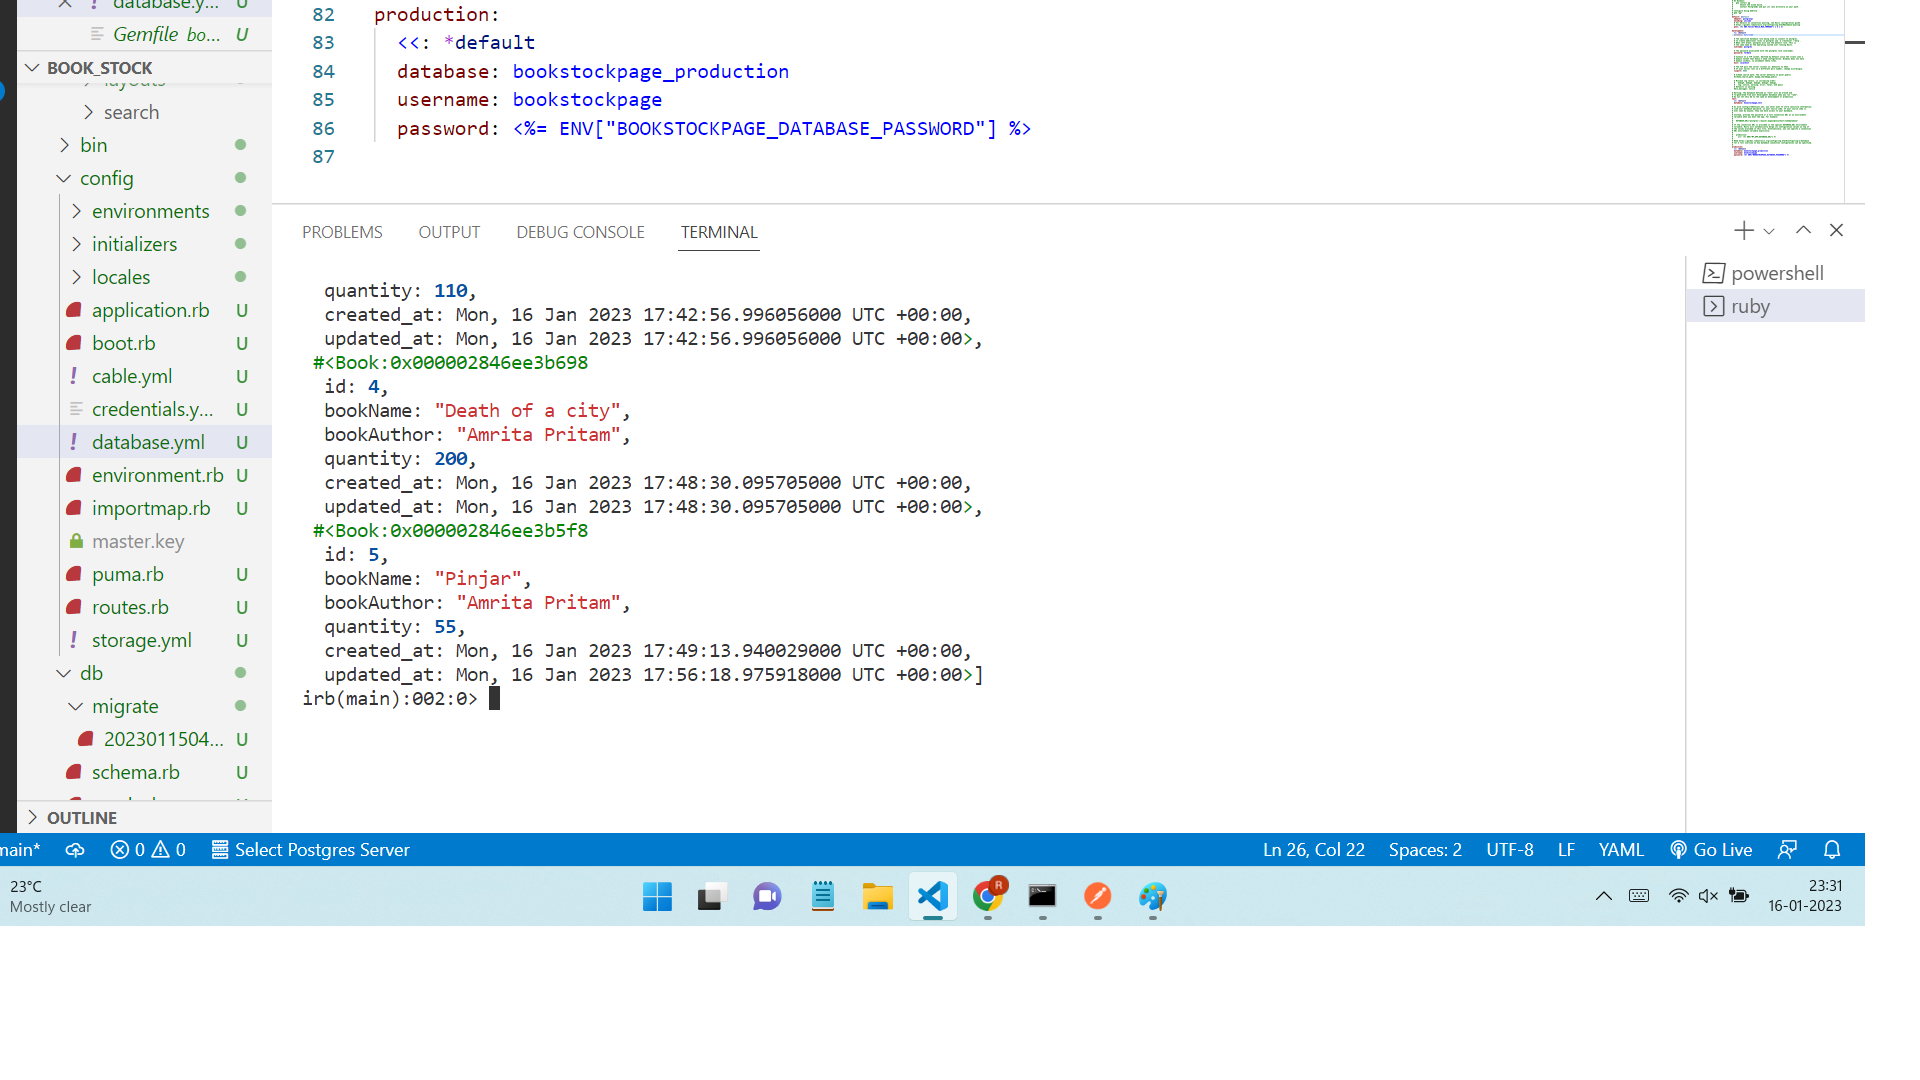 database.y... U
Gemfile bo... U
BOOK_STOCK
layouts
search
bin
config
environments
initializers
locales
application.rb U
boot.rb U
cable.yml U
credentials.y... U
database.yml U
environment.rb U
importmap.rb U
master.key
puma.rb U
routes.rb U
storage.yml U
db
migrate
2023011504... U
schema.rb U
OUTLINE
82 production:
83 <<: *default
84 database: bookstockpage_production
85 username: bookstockpage
86 password: <%= ENV["BOOKSTOCKPAGE_DATABASE_PASSWORD"] %>
87
PROBLEMS OUTPUT DEBUG CONSOLE TERMINAL
quantity: 110,
created_at: Mon, 16 Jan 2023 17:42:56.996056000 UTC +00:00,
updated_at: Mon, 16 Jan 2023 17:42:56.996056000 UTC +00:00>,
#<Book:0x000002846ee3b698
id: 4,
bookName: "Death of a city",
bookAuthor: "Amrita Pritam",
quantity: 200,
created_at: Mon, 16 Jan 2023 17:48:30.095705000 UTC +00:00,
updated_at: Mon, 16 Jan 2023 17:48:30.095705000 UTC +00:00>,
#<Book:0x000002846ee3b5f8
id: 5,
bookName: "Pinjar",
bookAuthor: "Amrita Pritam",
quantity: 55,
created_at: Mon, 16 Jan 2023 17:49:13.940029000 UTC +00:00,
updated_at: Mon, 16 Jan 2023 17:56:18.975918000 UTC +00:00>]
irb(main):002:0>
powershell
ruby
main* 0 0 Select Postgres Server Ln 26, Col 22 Spaces: 2 UTF-8 LF YAML Go Live
23°C
Mostly clear
R
23:31
16-01-2023